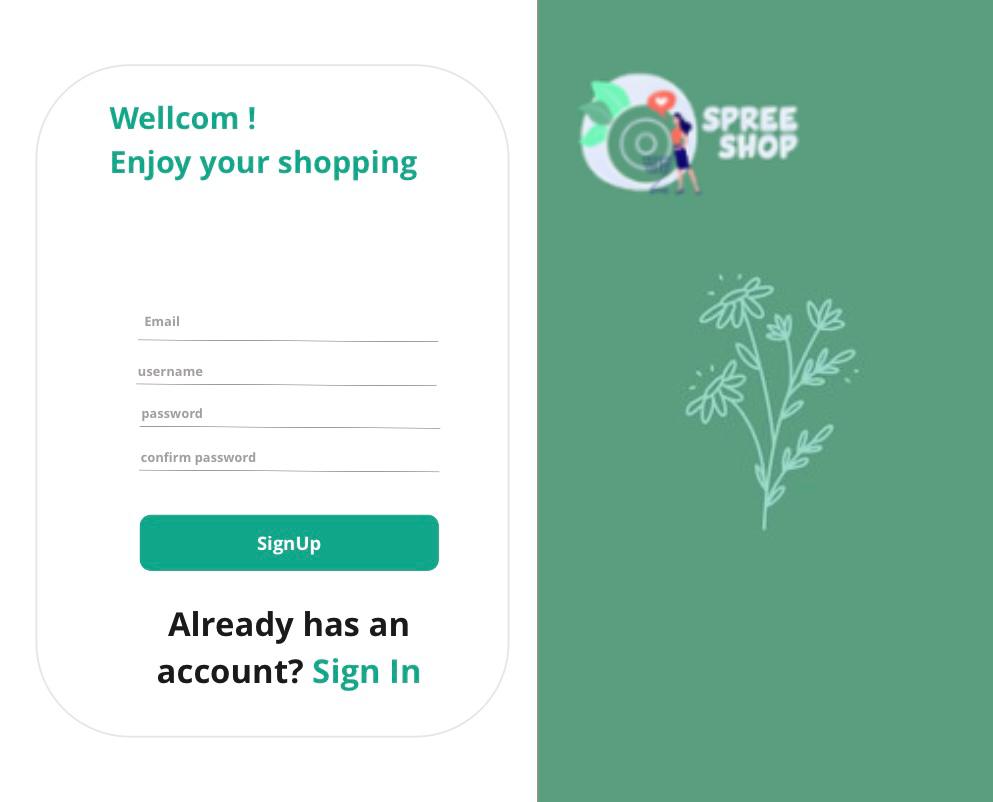 Wellcom !
Enjoy your shopping
Email
username
password
confirm password
SignUp
Already has an
account? Sign In
SPREE
SHOP